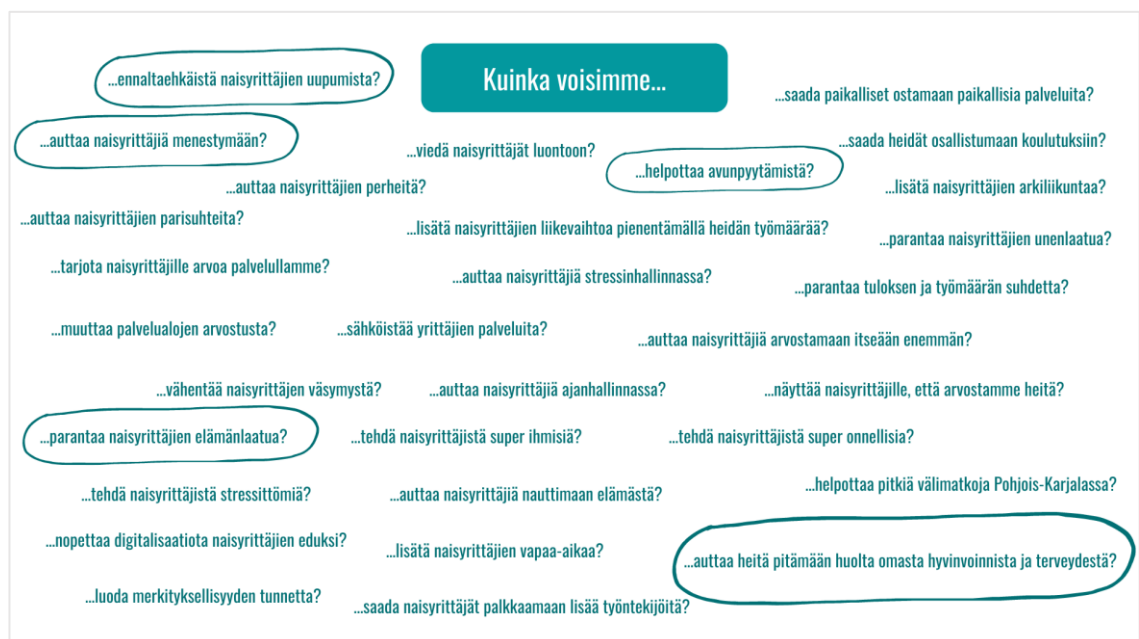 Kuinka voisimme...
...ennaltaehkäistä naisyrittäjien uupumista?
...saada paikalliset ostamaan paikallisia palveluita?
...auttaa naisyrittäjiä menestymään?
...viedä naisyrittäjät luontoon?
...saada heidät osallistumaan koulutuksiin?
...helpottaa avunpyytämistä?
...auttaa naisyrittäjien perheitä?
...lisätä naisyrittäjien arkiliikuntaa?
...auttaa naisyrittäjien parisuhteita?
...lisätä naisyrittäjien liikevaihtoa pienentämällä heidän työmäärää?
...parantaa naisyrittäjien unenlaatua?
...tarjota naisyrittäjille arvoa palvelullamme?
...auttaa naisyrittäjiä stressinhallinnassa?
...parantaa tuloksen ja työmäärän suhdetta?
...muuttaa palvelualojen arvostusta?
...sähköistää yrittäjien palveluita?
...auttaa naisyrittäjiä arvostamaan itseään enemmän?
...vähentää naisyrittäjen väsymystä?
...auttaa naisyrittäjiä ajanhallinnassa?
...näyttää naisyrittäjille, että arvostamme heitä?
...parantaa naisyrittäjien elämänlaatua?
...tehdä naisyrittäjistä super ihmisiä?
...tehdä naisyrittäjistä super onnellisia?
...tehdä naisyrittäjistä stressittömiä?
...auttaa naisyrittäjiä nauttimaan elämästä?
...helpottaa pitkiä välimatkoja Pohjois-Karjalassa?
...nopettaa digitalisaatiota naisyrittäjien eduksi?
...lisätä naisyrittäjien vapaa-aikaa?
...auttaa heitä pitämään huolta omasta hyvinvoinnista ja terveydestä?
...luoda merkityksellisyyden tunnetta?
...saada naisyrittäjät palkkaamaan lisää työntekijöitä?